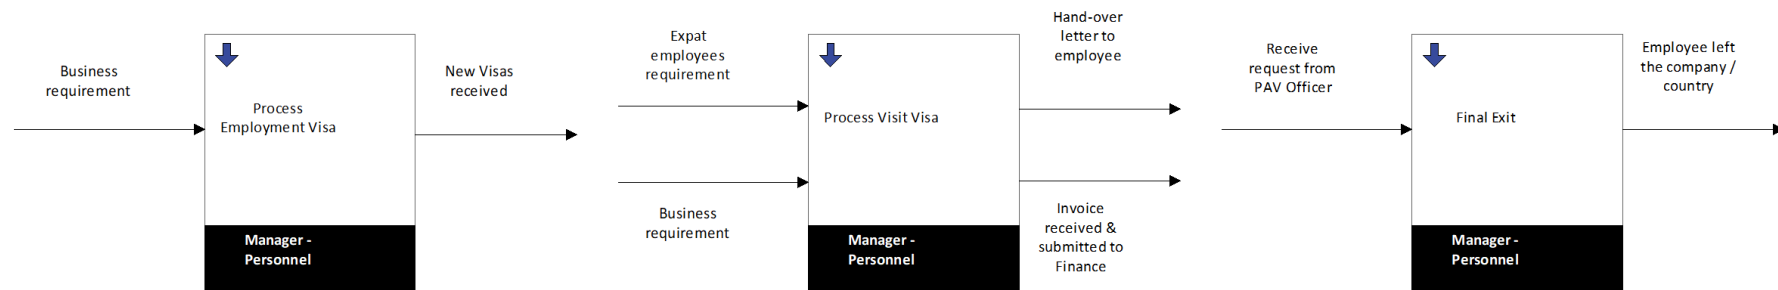 Business
requirement
Process
Employment Visa
Manager -
Personnel
New Visas
received
Expat
employees
requirement
Business
requirement
Process Visit Visa
Manager -
Personnel
Hand-over
letter to
employee
Invoice
received &
submitted to
Finance
Receive
request from
PAV Officer
Final Exit
Manager -
Personnel
Employee left
the company /
country